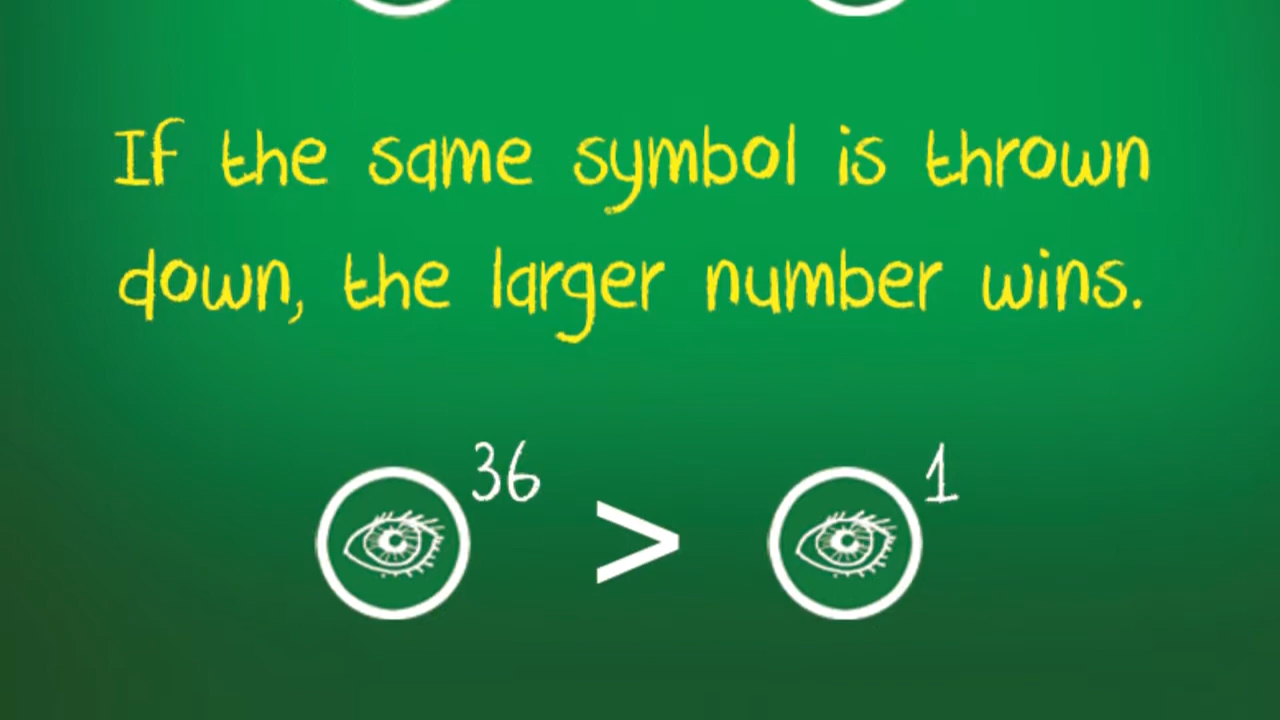 If the same symbol is thrown
down, the larger number wins.
36 > 1